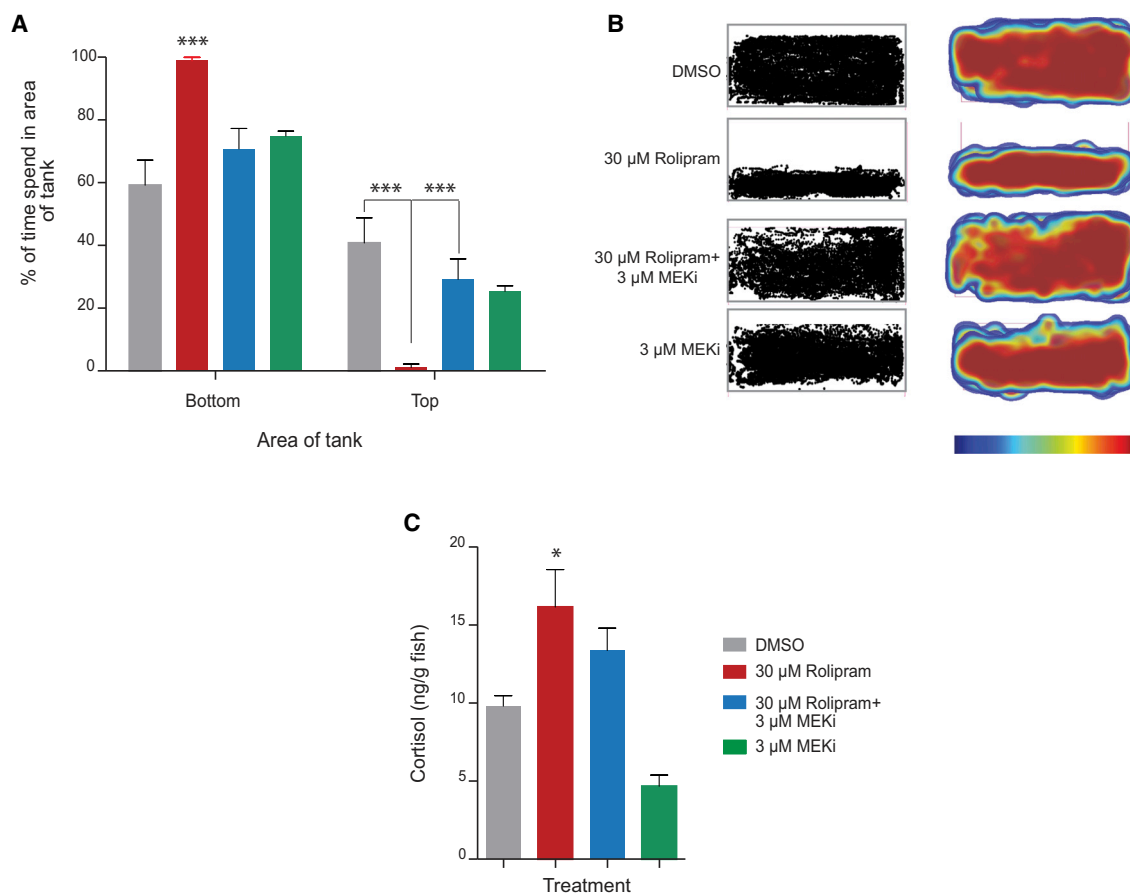 A
B
% of time spend in area
of tank
100
80
60
40
20
0
***
*** ***
Bottom Top
Area of tank
DMSO
30 µM Rolipram
30 µM Rolipram+
3 µM MEKi
3 µM MEKi
C
Cortisol (ng/g fish)
20
15
10
5
0
*
Treatment
DMSO
30 µM Rolipram
30 µM Rolipram+
3 µM MEKi
3 µM MEKi